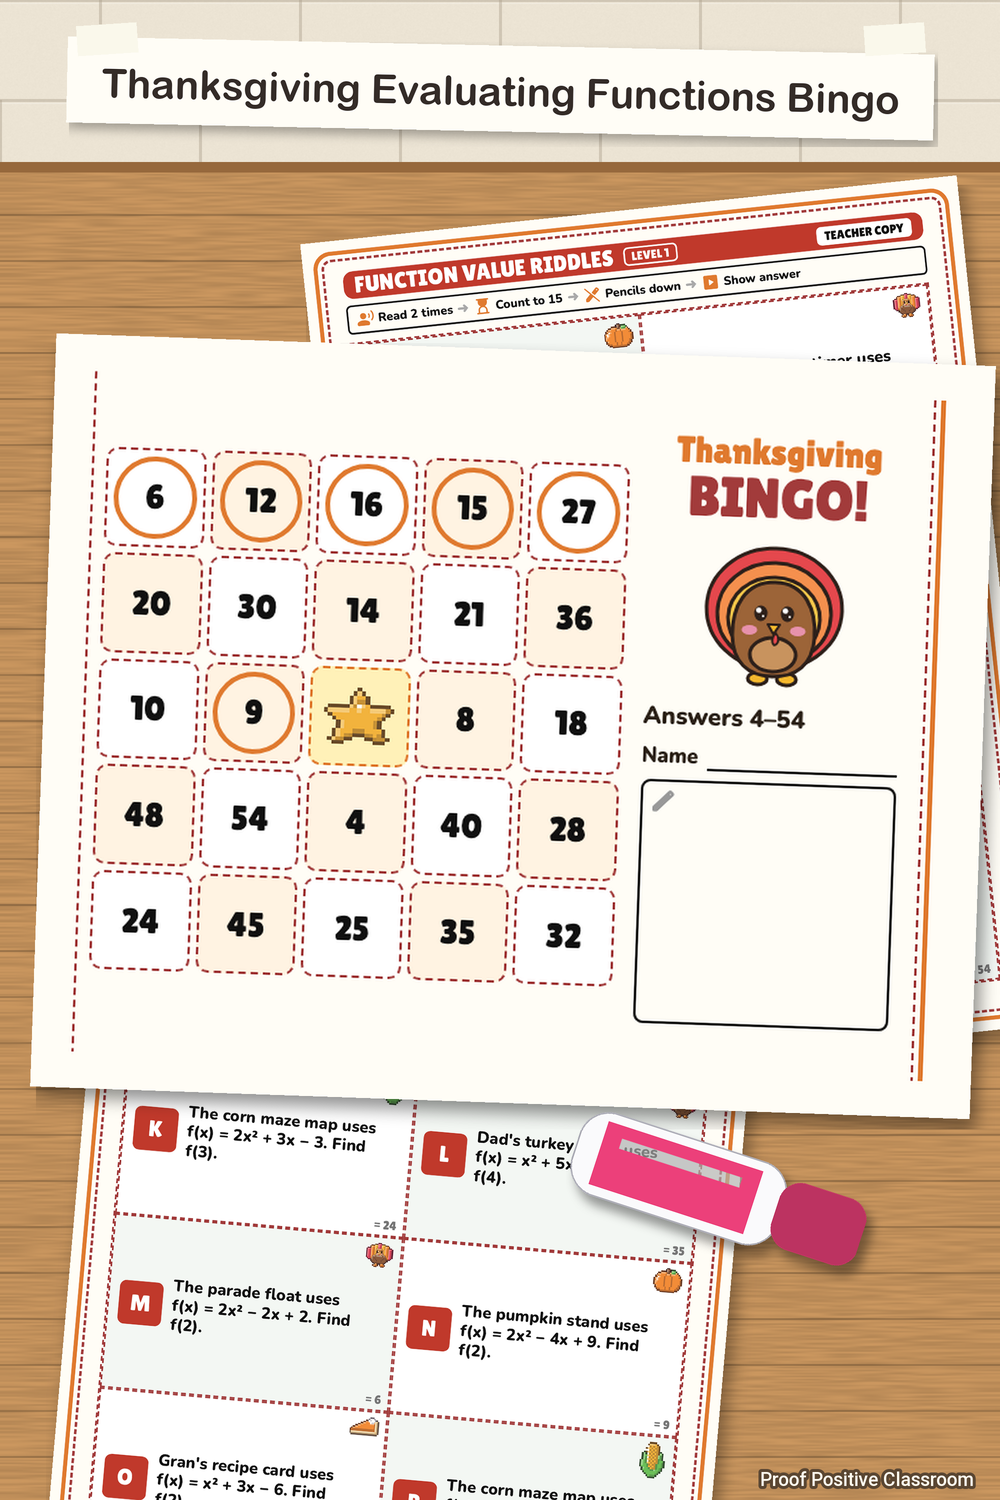 Thanksgiving Evaluating Functions Bingo
FUNCTION VALUE RIDDLES
LEVEL 1
TEACHER COPY
Read 2 times → Count to 15 → Pencils down → Show answer
uses
Thanksgiving
BINGO!
6 12 16 15 27
20 30 14 21 36
10 9 8 18
48 54 4 40 28
24 45 25 35 32
Answers 4–54
Name
54
K
The corn maze map uses
f(x) = 2x² + 3x − 3. Find
f(3).
= 24
L
Dad's turkey
f(x) = x² + 5x
f(4).
= 35
uses
M
The parade float uses
f(x) = 2x² − 2x + 2. Find
f(2).
= 6
N
The pumpkin stand uses
f(x) = 2x² − 4x + 9. Find
f(2).
= 9
O
Gran's recipe card uses
f(x) = x² + 3x − 6. Find
The corn maze map uses
Proof Positive Classroom